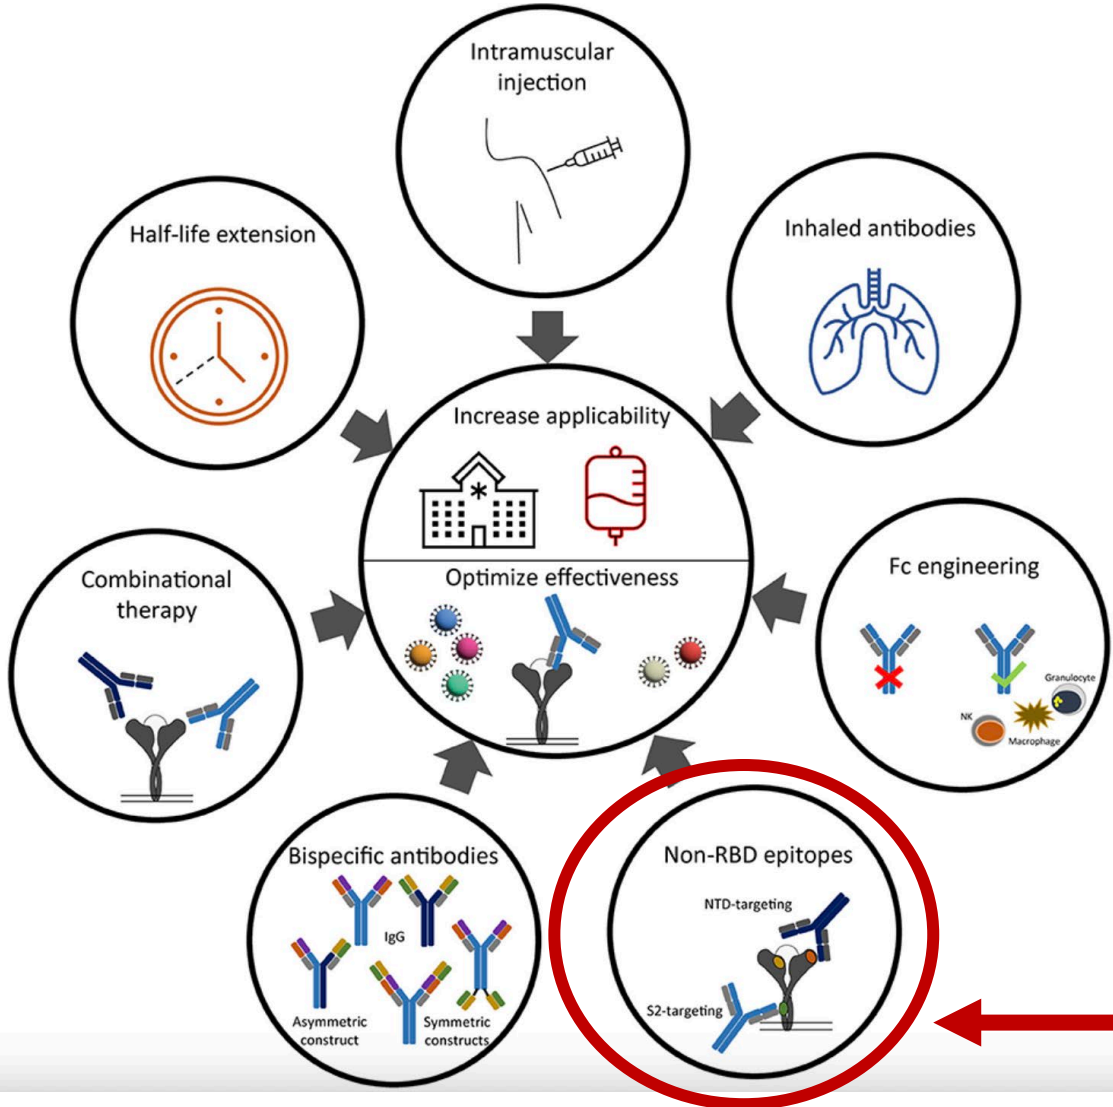 Intramuscular
injection
Half-life extension
Inhaled antibodies
Increase applicability
Optimize effectiveness
Combinational
therapy
Fc engineering
Granulocyte
NK
Macrophage
Bispecific antibodies
IgG
Asymmetric
construct
Symmetric
constructs
Non-RBD epitopes
NTD-targeting
S2-targeting